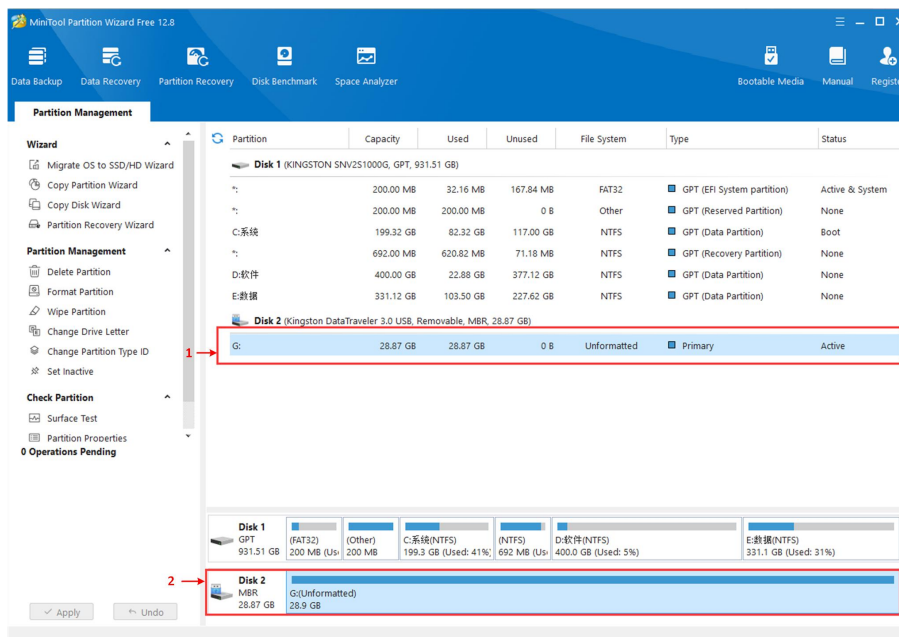 MiniTool Partition Wizard Free 12.8
Data Backup Data Recovery Partition Recovery Disk Benchmark Space Analyzer Bootable Media Manual Registe
Partition Management
Wizard
Migrate OS to SSD/HD Wizard
Copy Partition Wizard
Copy Disk Wizard
Partition Recovery Wizard
Partition Management
Delete Partition
Format Partition
Wipe Partition
Change Drive Letter
Change Partition Type ID
Set Inactive
Check Partition
Surface Test
Partition Properties
0 Operations Pending
Apply Undo
Partition Capacity Used Unused File System Type Status
Disk 1 (KINGSTON SNV2S1000G, GPT, 931.51 GB)
*: 200.00 MB 32.16 MB 167.84 MB FAT32 GPT (EFI System partition) Active & System
*: 200.00 MB 200.00 MB 0 B Other GPT (Reserved Partition) None
C:系统 199.32 GB 82.32 GB 117.00 GB NTFS GPT (Data Partition) Boot
*: 692.00 MB 620.82 MB 71.18 MB NTFS GPT (Recovery Partition) None
D:软件 400.00 GB 22.88 GB 377.12 GB NTFS GPT (Data Partition) None
E:数据 331.12 GB 103.50 GB 227.62 GB NTFS GPT (Data Partition) None
Disk 2 (Kingston DataTraveler 3.0 USB, Removable, MBR, 28.87 GB)
1
G: 28.87 GB 28.87 GB 0 B Unformatted Primary Active
Disk 1
GPT (FAT32) (Other) C:系统(NTFS) (NTFS) D:软件(NTFS) E:数据(NTFS)
931.51 GB 200 MB (Us 200 MB 199.3 GB (Used: 41%) 692 MB (Us 400.0 GB (Used: 5%) 331.1 GB (Used: 31%)
2
Disk 2
MBR G:(Unformatted)
28.87 GB 28.9 GB